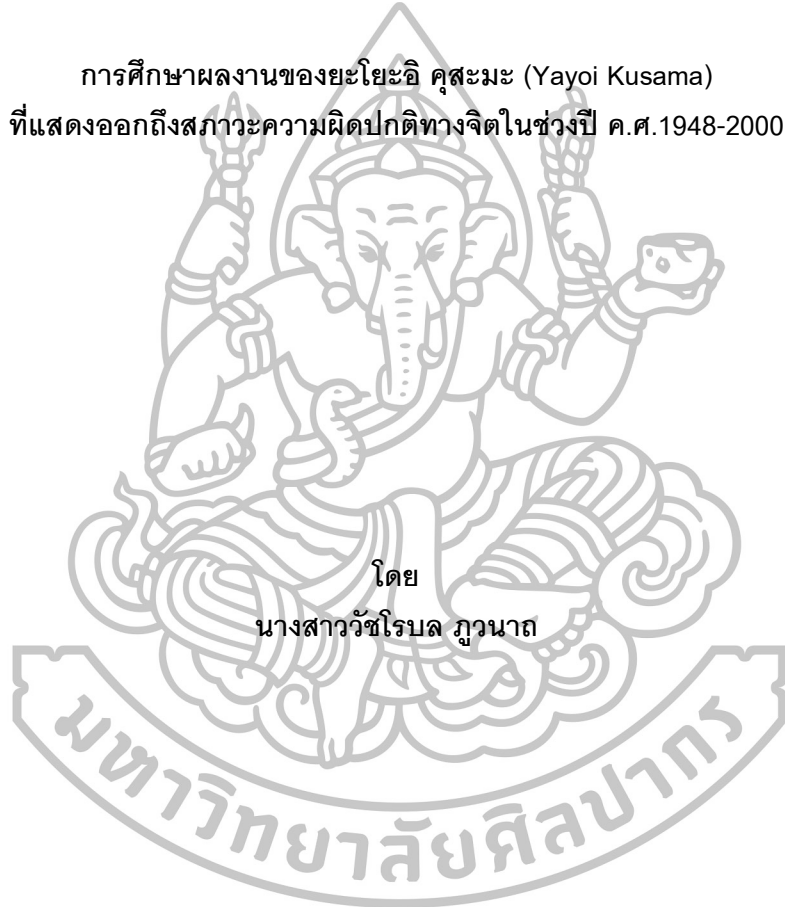 การศึกษาผลงานของยะโยะอิ คุสะมะ (Yayoi Kusama)
ที่แสดงออกถึงสภาวะความผิดปกติทางจิตในช่วงปี ค.ศ.1948-2000
โดย
นางสาววัชโรบล ภูวนาถ
มหาวิทยาลัยศิลปากร